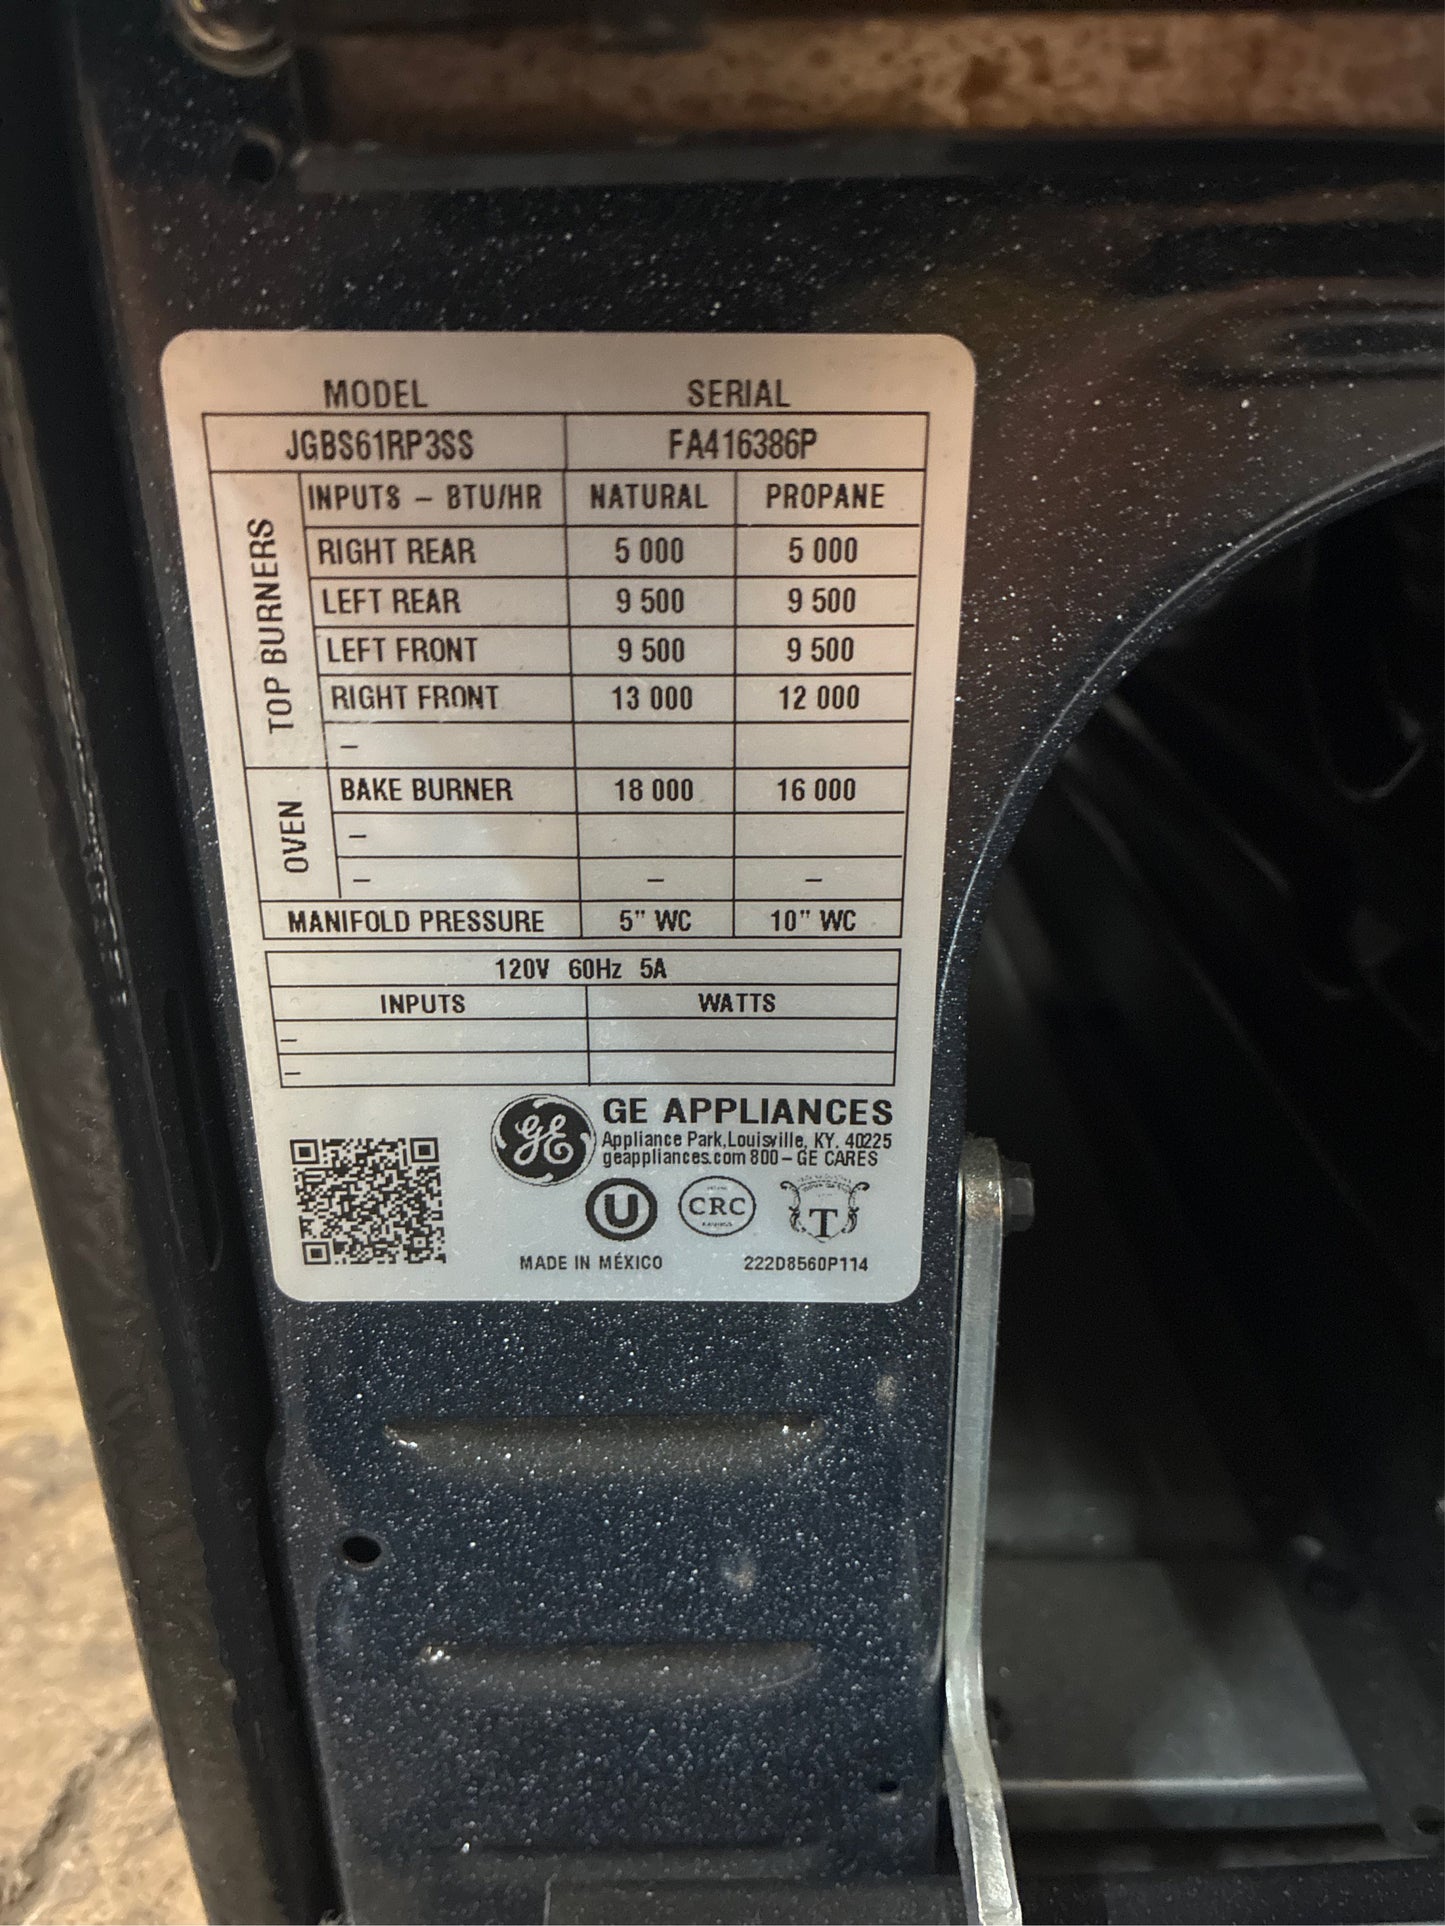 MODEL SERIAL
JGBS61RP3SS FA416386P
TOP BURNERS
INPUTS – BTU/HR NATURAL PROPANE
RIGHT REAR 5 000 5 000
LEFT REAR 9 500 9 500
LEFT FRONT 9 500 9 500
RIGHT FRONT 13 000 12 000
–
OVEN
BAKE BURNER 18 000 16 000
–
– – –
MANIFOLD PRESSURE 5" WC 10" WC
120V 60Hz 5A
INPUTS WATTS
–
–
GE GE APPLIANCES
Appliance Park,Louisville, KY. 40225
geappliances.com 800 – GE CARES
U CRC T
MADE IN MÉXICO 222D8560P114